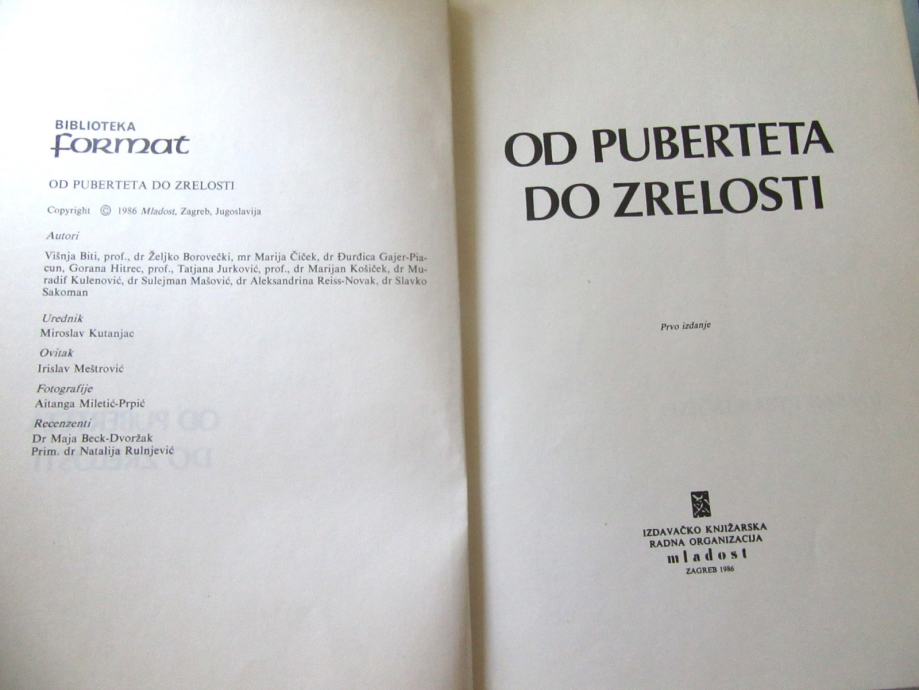 BIBLIOTEKA
format
OD PUBERTETA DO ZRELOSTI
Copyright © 1986 Mladost, Zagreb, Jugoslavija
Autori
Višnja Biti, prof., dr Željko Borovečki, mr Marija Čiček, dr Đurđica Gajer-Pia-
cun, Gorana Hitrec, prof., Tatjana Jurković, prof., dr Marijan Košiček, dr Mu-
radif Kulenović, dr Sulejman Mašović, dr Aleksandrina Reiss-Novak, dr Slavko
Sakoman
Urednik
Miroslav Kutanjac
Ovitak
Irislav Meštrović
Fotografije
Aitanga Miletić-Prpić
Recenzenti
Dr Maja Beck-Dvoržak
Prim. dr Natalija Rulnjević
OD PUBERTETA
DO ZRELOSTI
Prvo izdanje
IZDAVAČKO KNJIŽARSKA
RADNA ORGANIZACIJA
mladost
ZAGREB 1986